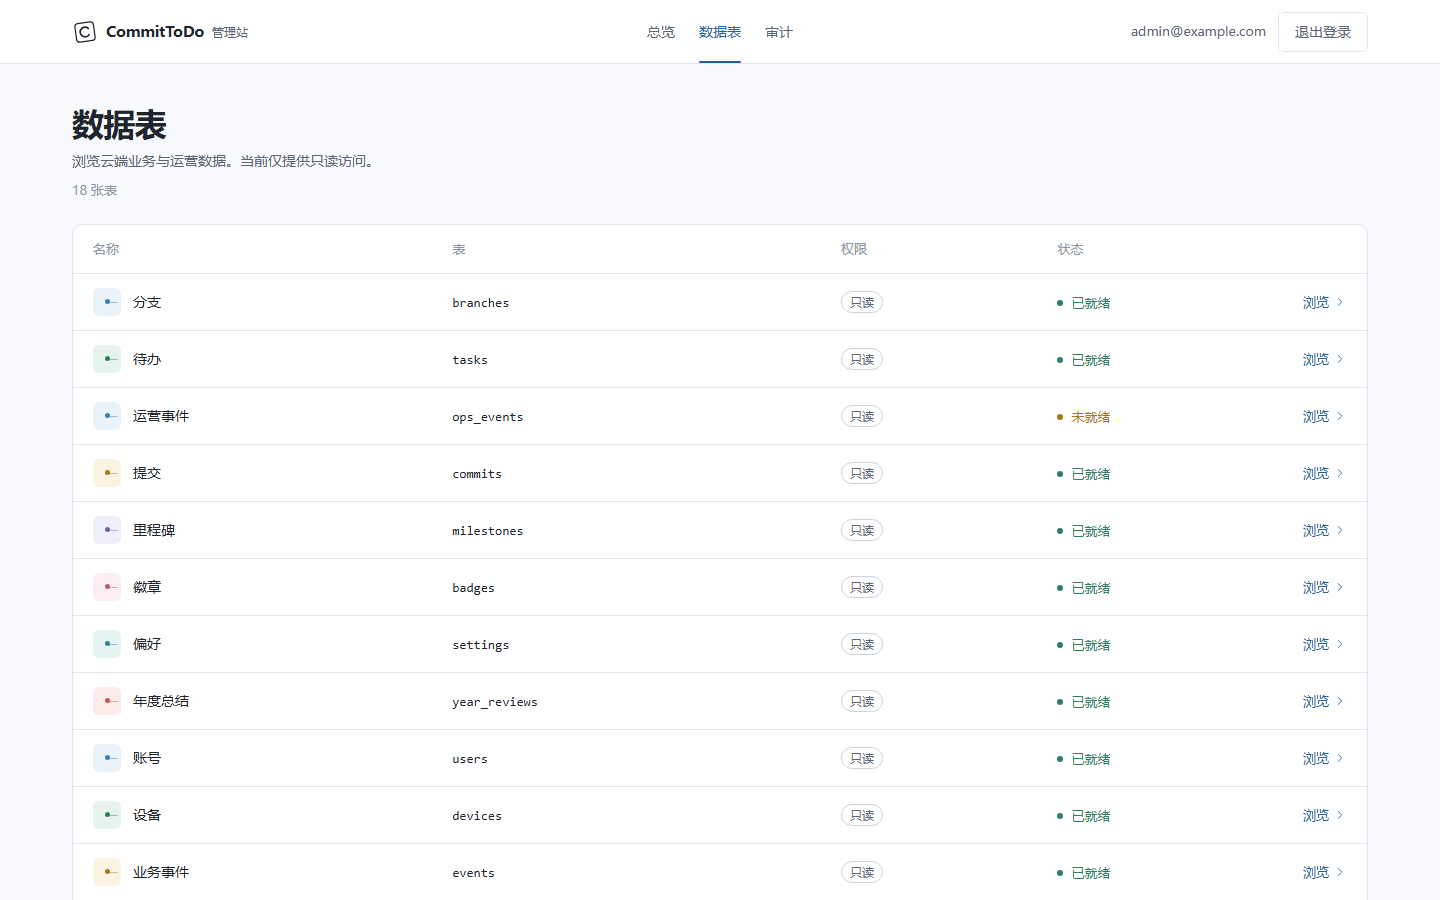 CommitToDo 管理站 总览 数据表 审计 admin@example.com 退出登录
数据表
浏览云端业务与运营数据。当前仅提供只读访问。
18 张表
名称 表 权限 状态
分支 branches 只读 已就绪 浏览
待办 tasks 只读 已就绪 浏览
运营事件 ops_events 只读 未就绪 浏览
提交 commits 只读 已就绪 浏览
里程碑 milestones 只读 已就绪 浏览
徽章 badges 只读 已就绪 浏览
偏好 settings 只读 已就绪 浏览
年度总结 year_reviews 只读 已就绪 浏览
账号 users 只读 已就绪 浏览
设备 devices 只读 已就绪 浏览
业务事件 events 只读 已就绪 浏览